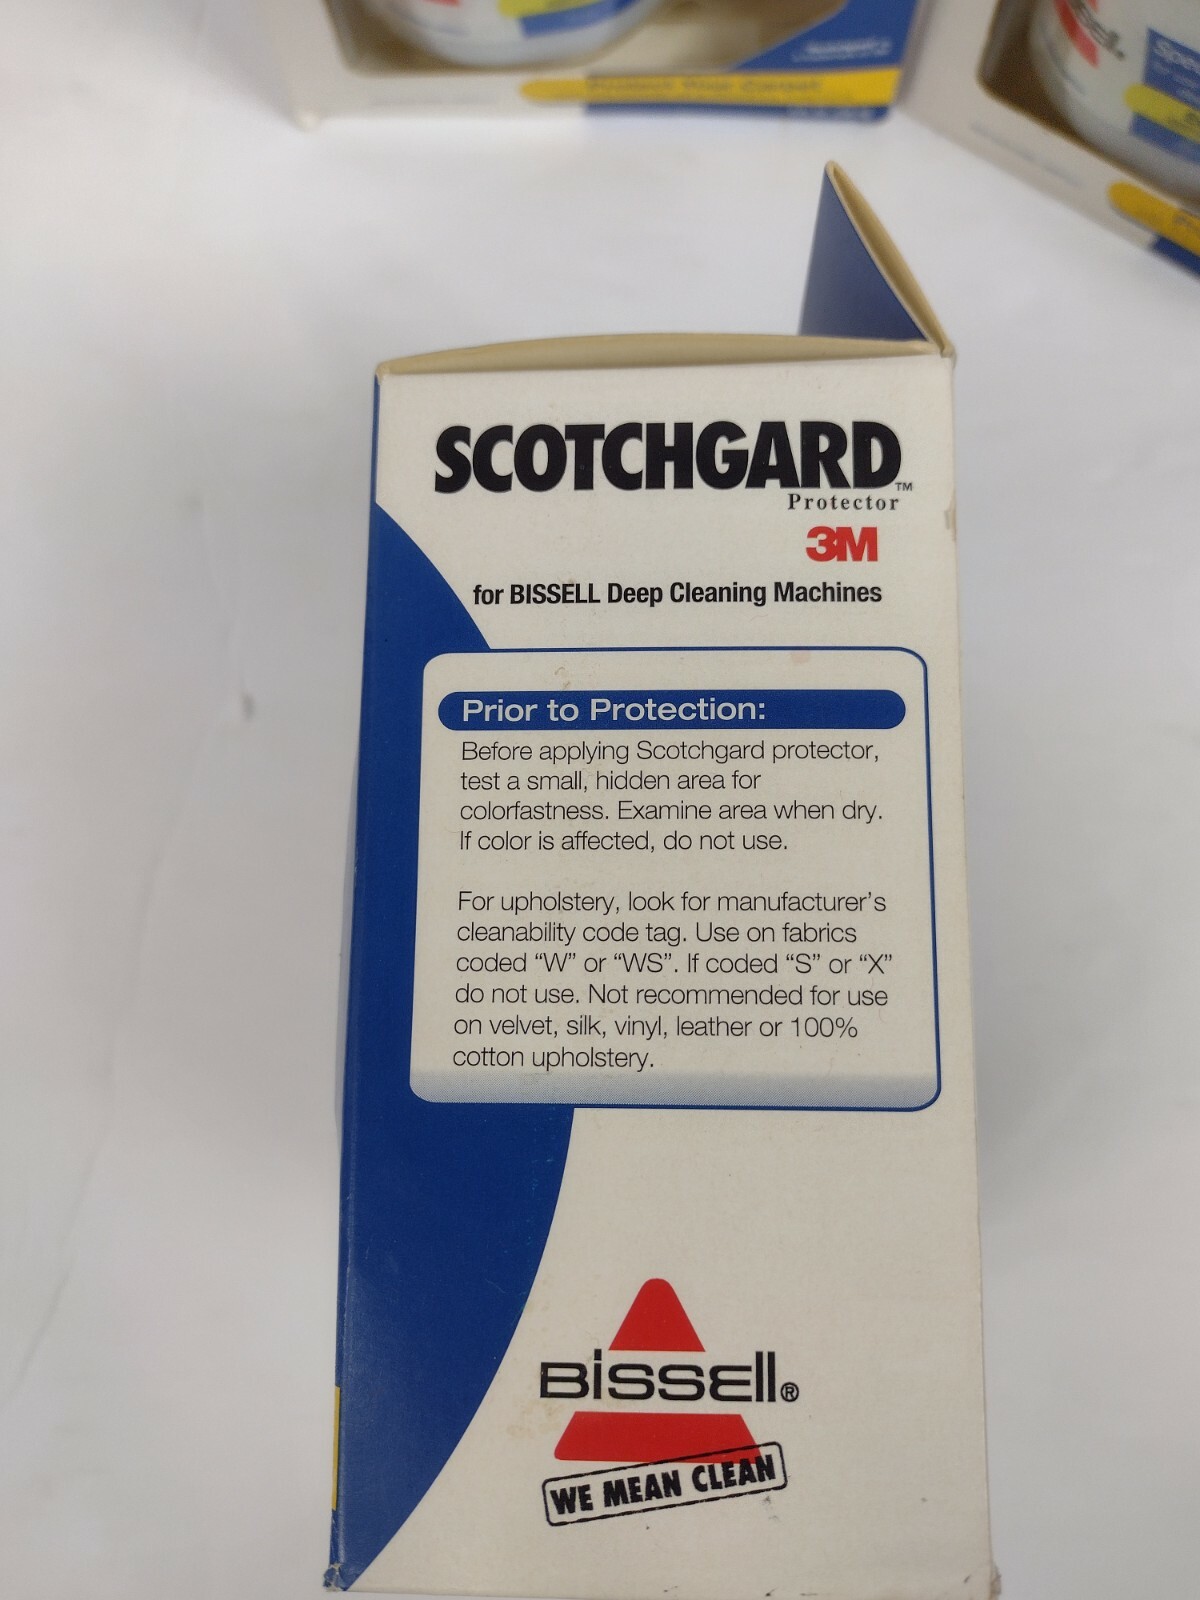 SCOTCHGARD™
Protector
3M
for BISSELL Deep Cleaning Machines
Prior to Protection:
Before applying Scotchgard protector,
test a small, hidden area for
colorfastness. Examine area when dry.
If color is affected, do not use.
For upholstery, look for manufacturer's
cleanability code tag. Use on fabrics
coded “W” or “WS”. If coded “S” or “X”
do not use. Not recommended for use
on velvet, silk, vinyl, leather or 100%
cotton upholstery.
BISSELL®
WE MEAN CLEAN